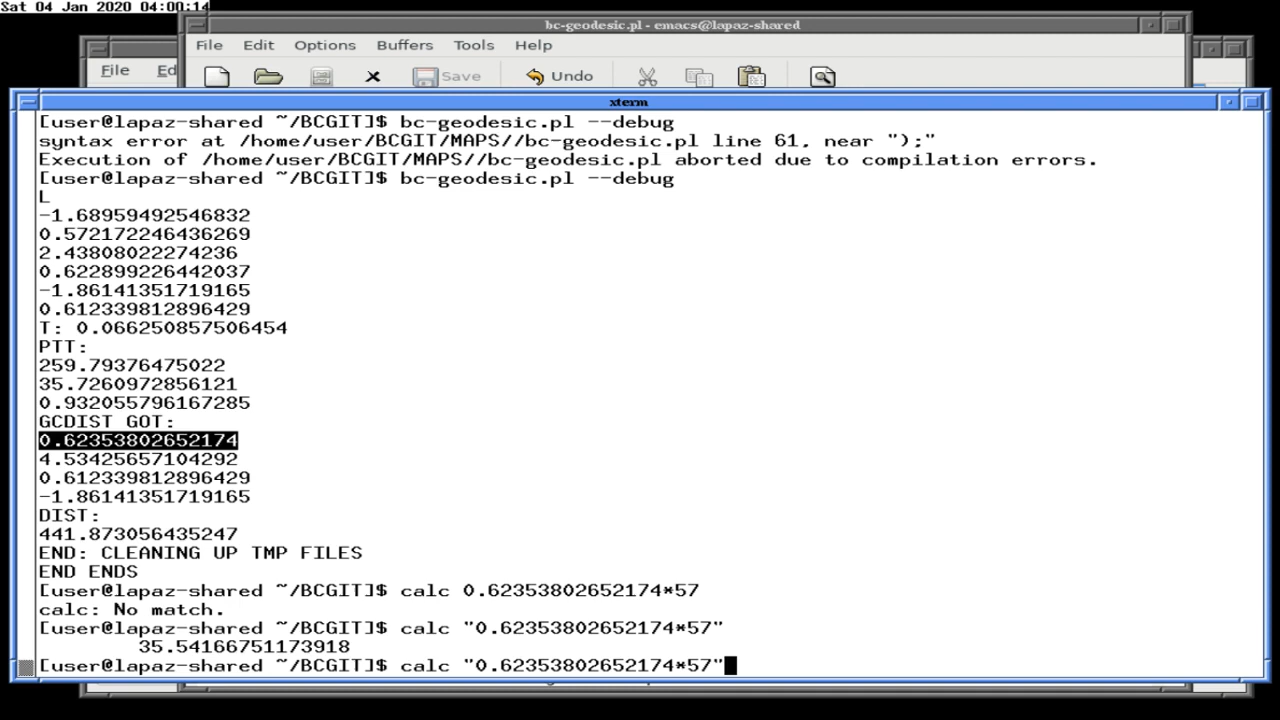 Sat 04 Jan 2020 04:00:14
bc-geodesic.pl - emacs@lapaz-shared
File Edit Options Buffers Tools Help
File Ed
Save Undo
xterm
[user@lapaz-shared ~/BCGIT]$ bc-geodesic.pl --debug
syntax error at /home/user/BCGIT/MAPS//bc-geodesic.pl line 61, near ");"
Execution of /home/user/BCGIT/MAPS//bc-geodesic.pl aborted due to compilation errors.
[user@lapaz-shared ~/BCGIT]$ bc-geodesic.pl --debug
L
-1.68959492546832
0.572172246436269
2.43808022274236
0.622899226442037
-1.86141351719165
0.612339812896429
T: 0.066250857506454
PTT:
259.79376475022
35.7260972856121
0.932055796167285
GCDIST GOT:
0.62353802652174
4.53425657104292
0.612339812896429
-1.86141351719165
DIST:
441.873056435247
END: CLEANING UP TMP FILES
END ENDS
[user@lapaz-shared ~/BCGIT]$ calc 0.62353802652174*57
calc: No match.
[user@lapaz-shared ~/BCGIT]$ calc "0.62353802652174*57"
35.54166751173918
[user@lapaz-shared ~/BCGIT]$ calc "0.62353802652174*57"